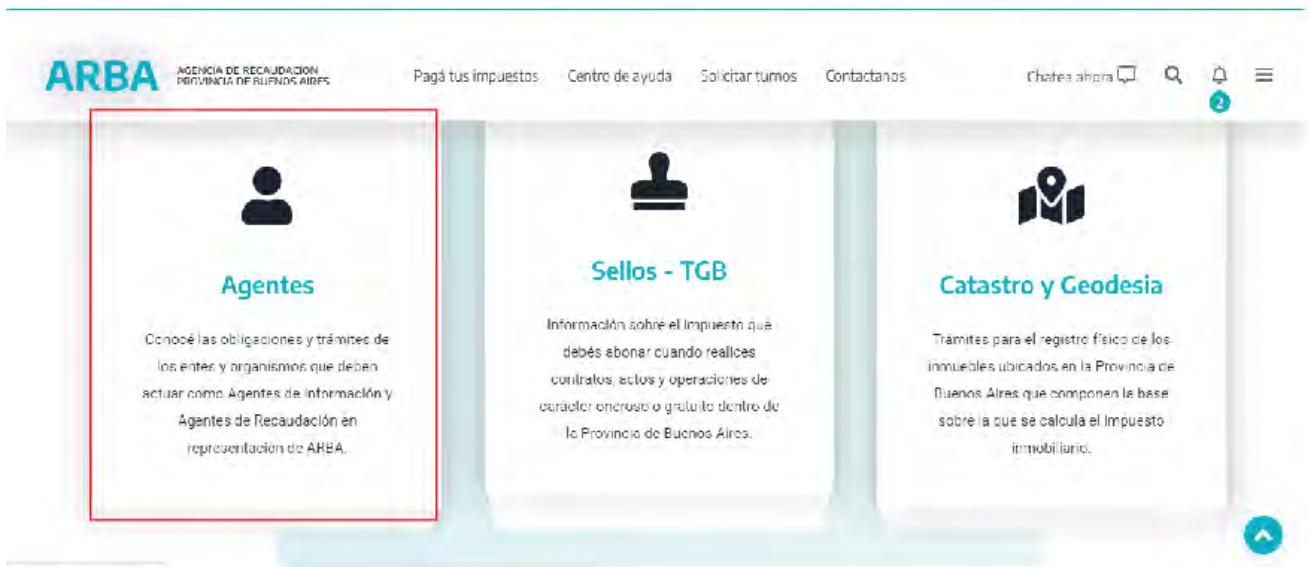 ARBA
AGENCIA DE RECAUDACION
PROVINCIA DE BUENOS AIRES
Pagá tus impuestos
Centro de ayuda
Solicitar turnos
Contactanos
Chatea ahora
2
Agentes
Conocé las obligaciones y trámites de
los entes y organismos que deben
actuar como Agentes de Información y
Agentes de Recaudación en
representación de ARBA.
Sellos - TGB
Información sobre el Impuesto que
debés abonar cuando realices
contratos, actos y operaciones de
carácter oneroso o gratuito dentro de
la Provincia de Buenos Aires.
Catastro y Geodesia
Trámites para el registro físico de los
inmuebles ubicados en la Provincia de
Buenos Aires que componen la base
sobre la que se calcula el Impuesto
inmobiliario.